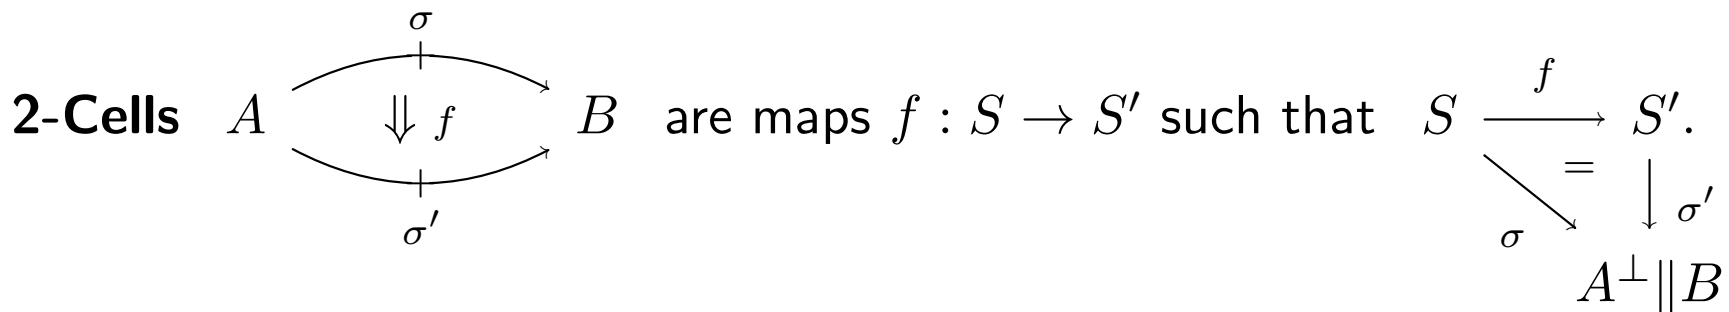 σ
2-Cells A ⇓ f B are maps f : S → S′ such that S f S′.
σ′
= σ σ′
A⊥∥B